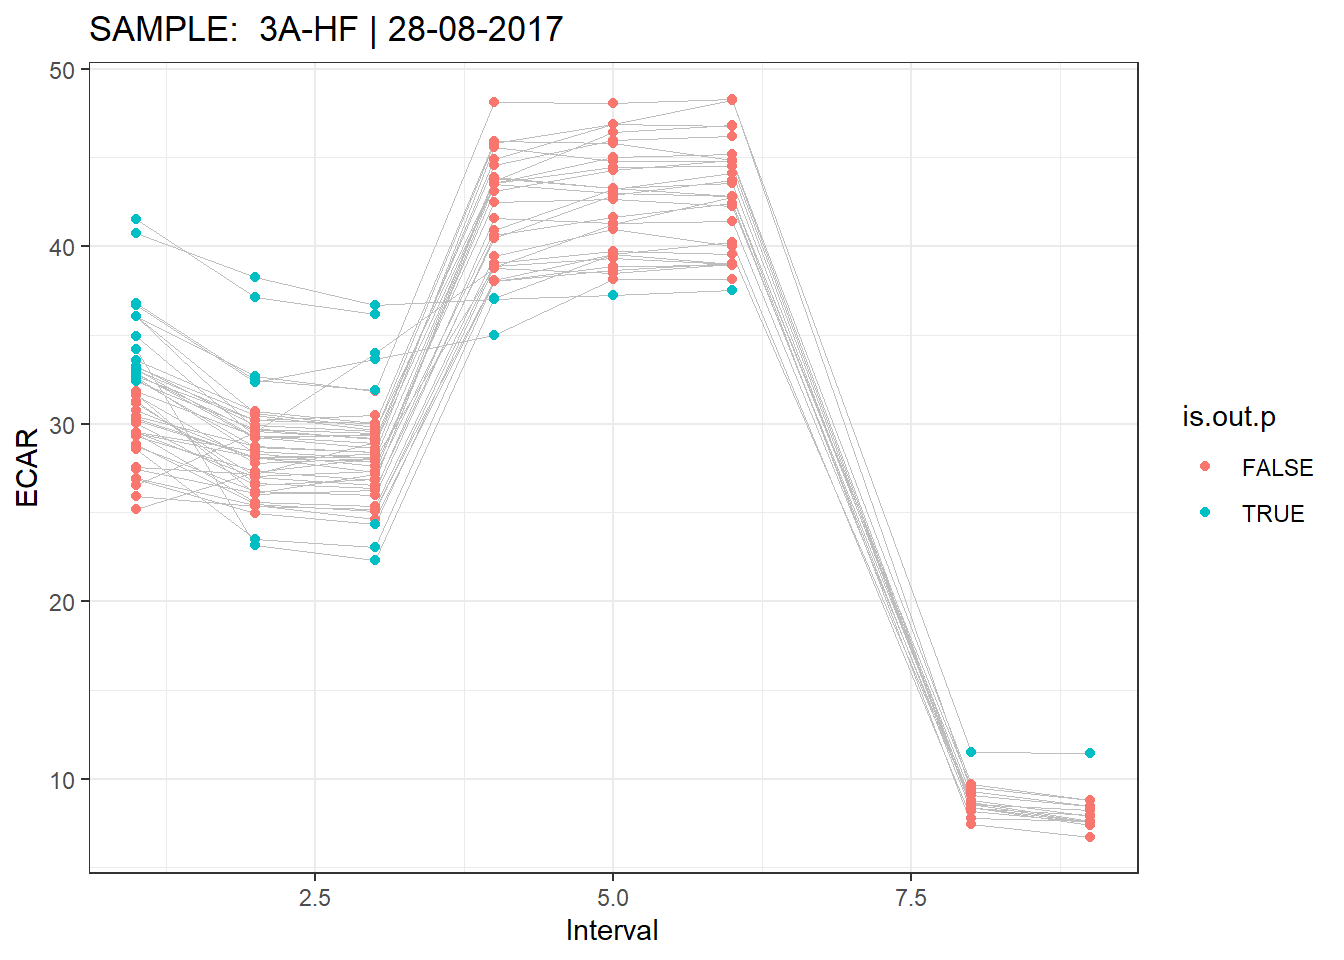 SAMPLE:  3A-HF | 28-08-2017
50
40
30
20
10
ECAR
2.5
5.0
7.5
Interval
is.out.p
FALSE
TRUE